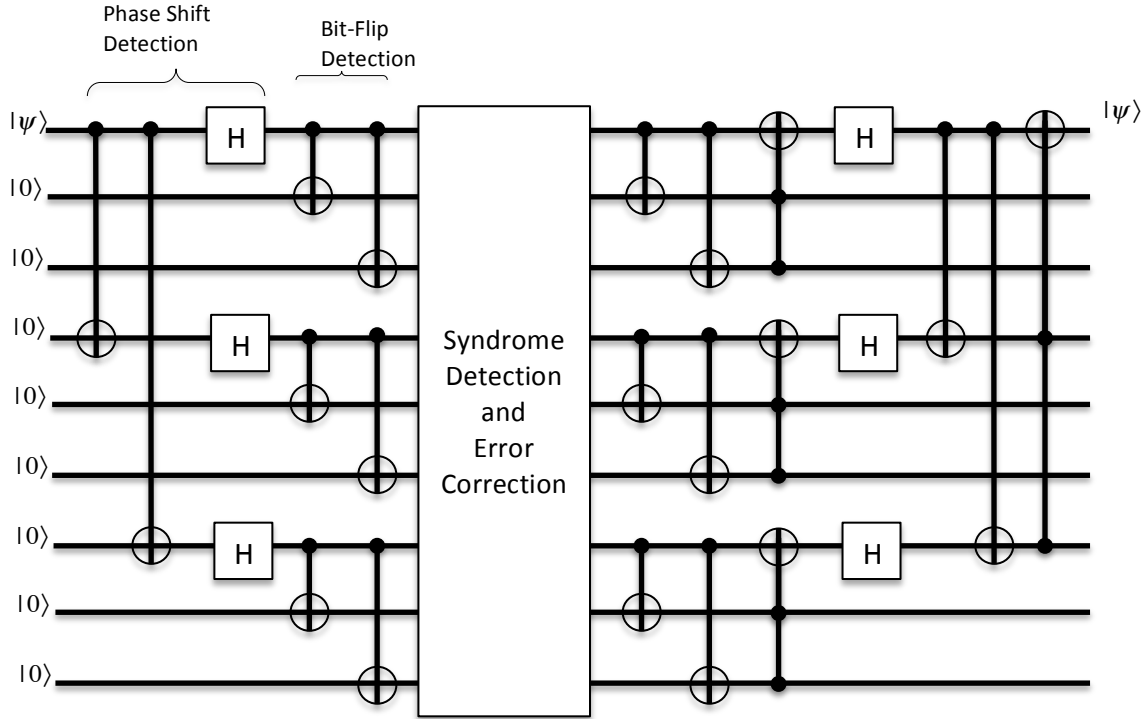 Phase Shift
Detection
Bit-Flip
Detection
|ψ⟩
|0⟩
|0⟩
|0⟩
|0⟩
|0⟩
|0⟩
|0⟩
|0⟩
H
H
H
Syndrome
Detection
and
Error
Correction
H
H
H
|ψ⟩